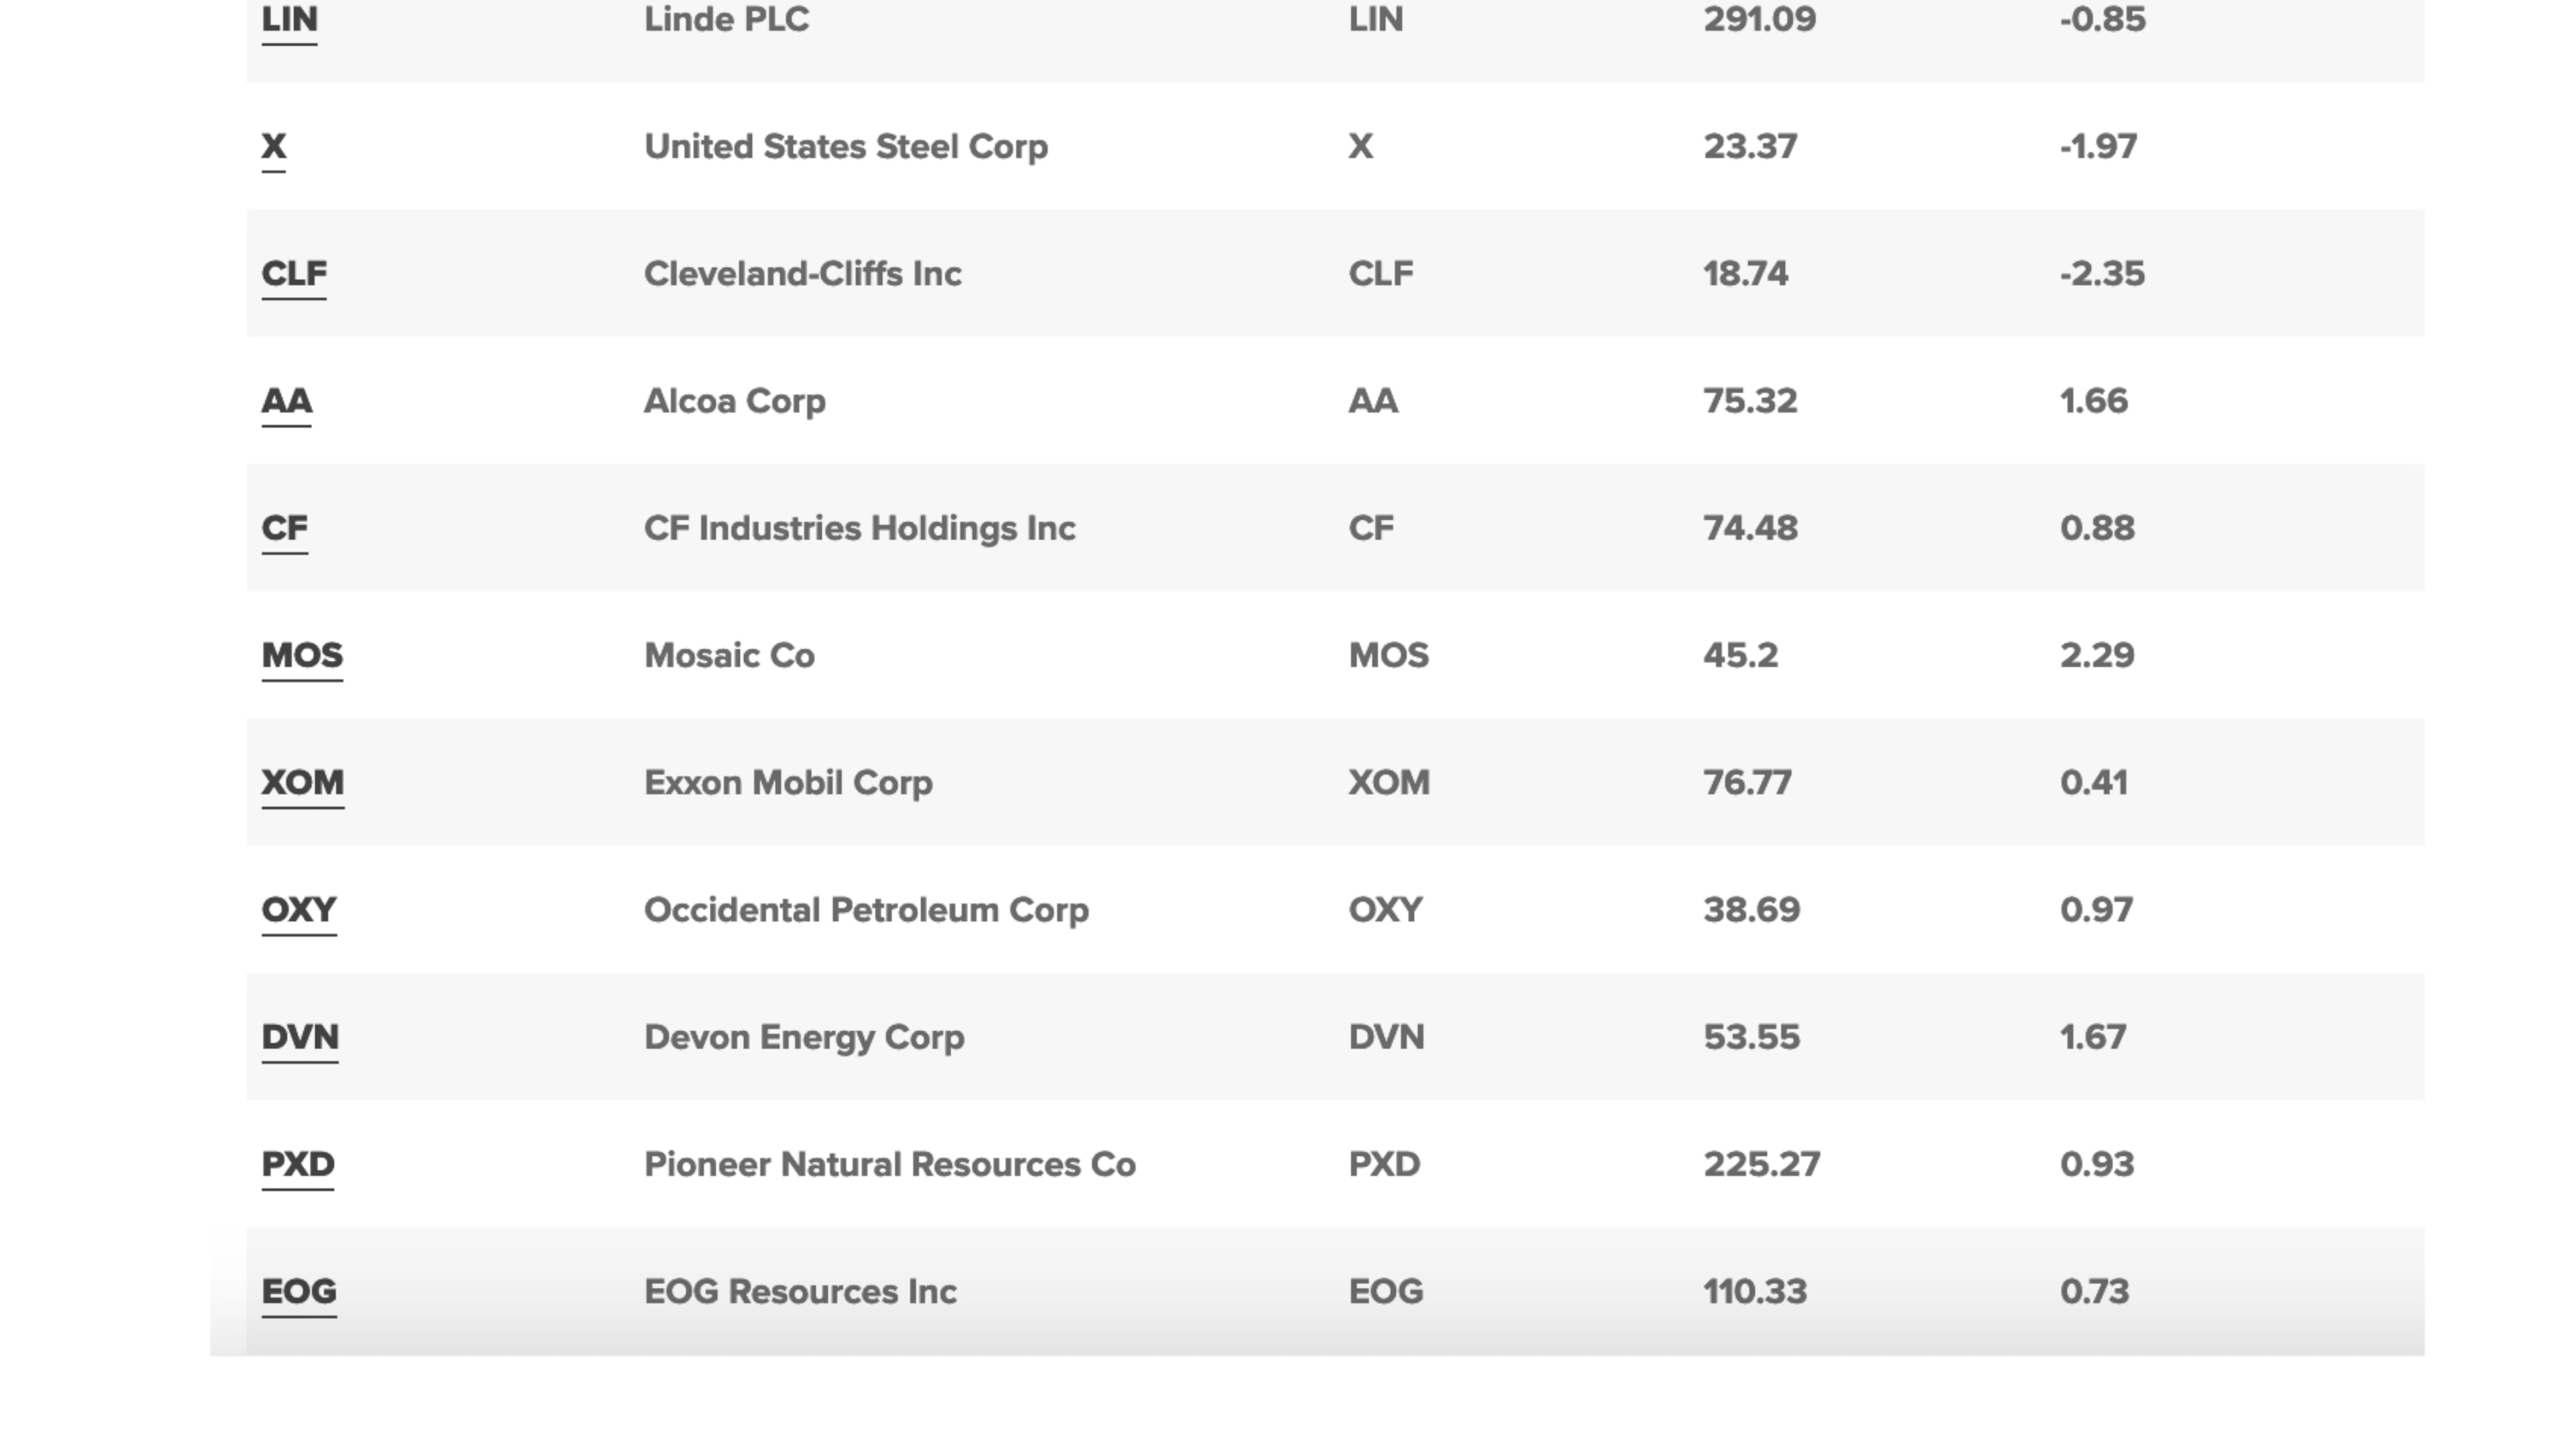 LIN Linde PLC LIN 291.09 -0.85
X United States Steel Corp X 23.37 -1.97
CLF Cleveland-Cliffs Inc CLF 18.74 -2.35
AA Alcoa Corp AA 75.32 1.66
CF CF Industries Holdings Inc CF 74.48 0.88
MOS Mosaic Co MOS 45.2 2.29
XOM Exxon Mobil Corp XOM 76.77 0.41
OXY Occidental Petroleum Corp OXY 38.69 0.97
DVN Devon Energy Corp DVN 53.55 1.67
PXD Pioneer Natural Resources Co PXD 225.27 0.93
EOG EOG Resources Inc EOG 110.33 0.73